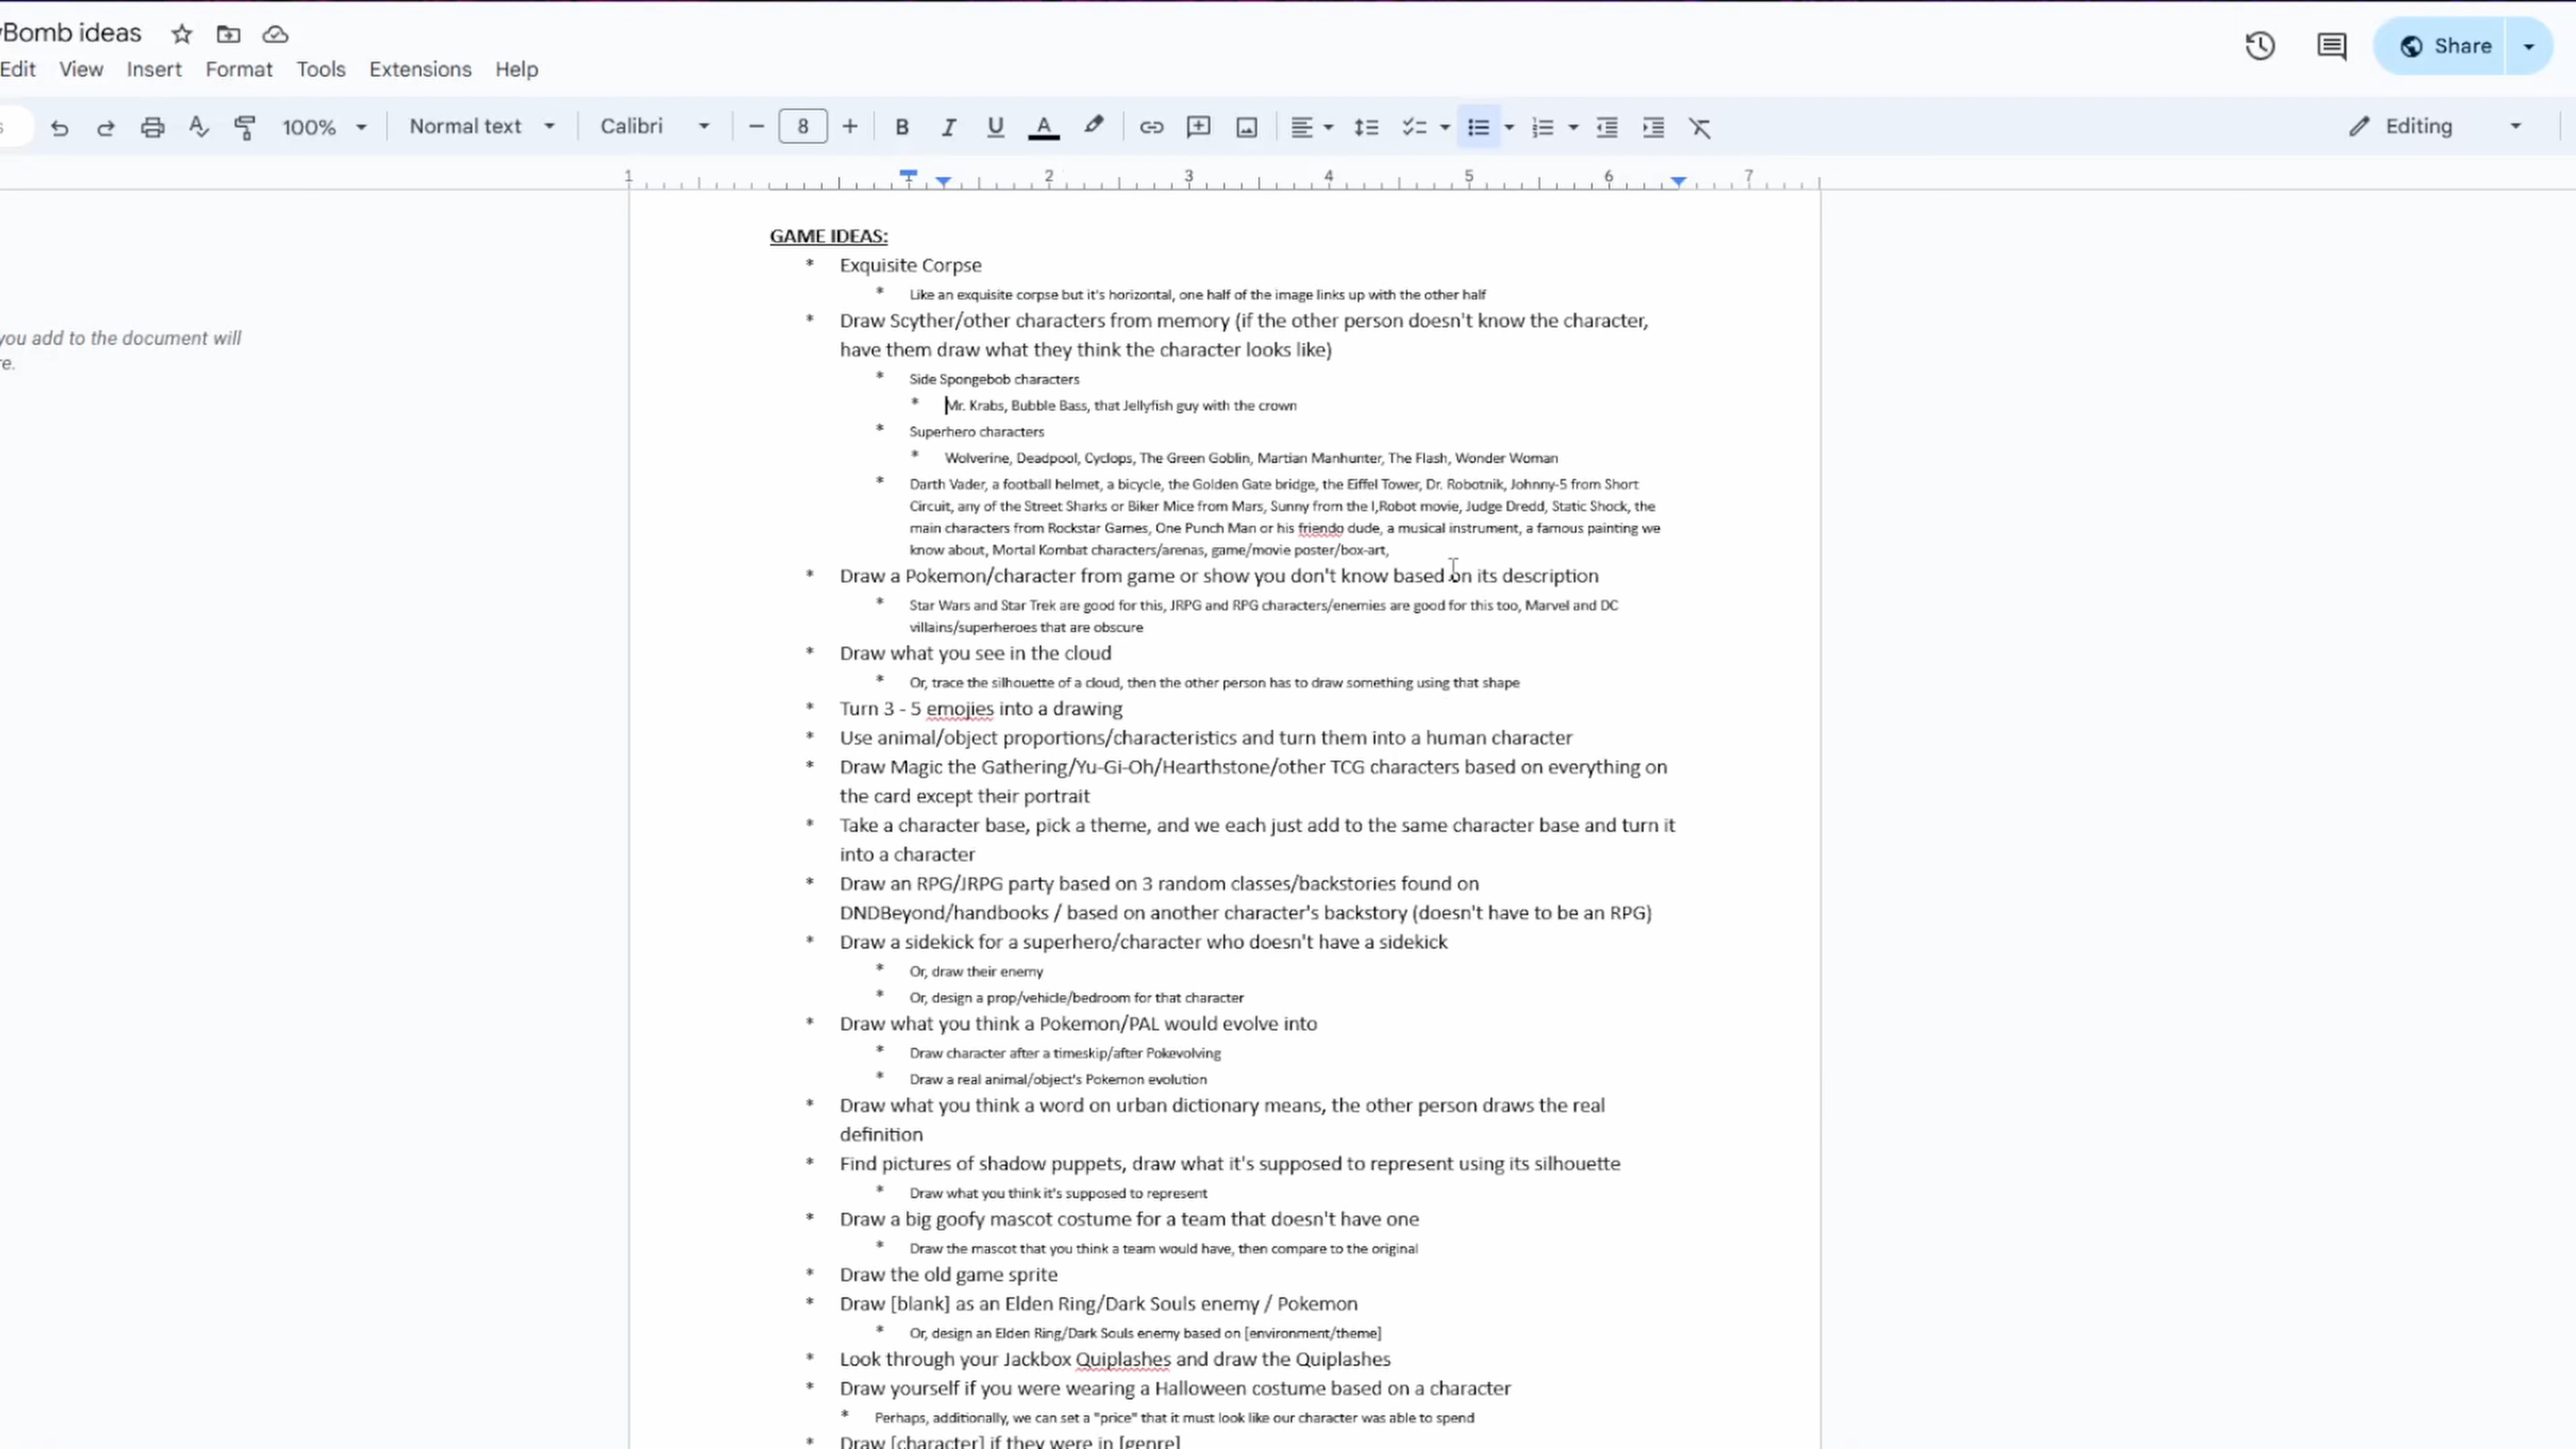 Bomb ideas
Edit View Insert Format Tools Extensions Help
Share
100% Normal text Calibri 8 Editing
1 1 2 3 4 5 6 7
you add to the document will
re.
GAME IDEAS:
* Exquisite Corpse
* Like an exquisite corpse but it's horizontal, one half of the image links up with the other half
* Draw Scyther/other characters from memory (if the other person doesn't know the character,
have them draw what they think the character looks like)
* Side Spongebob characters
* Mr. Krabs, Bubble Bass, that Jellyfish guy with the crown
* Superhero characters
* Wolverine, Deadpool, Cyclops, The Green Goblin, Martian Manhunter, The Flash, Wonder Woman
* Darth Vader, a football helmet, a bicycle, the Golden Gate bridge, the Eiffel Tower, Dr. Robotnik, Johnny-5 from Short
Circuit, any of the Street Sharks or Biker Mice from Mars, Sunny from the I,Robot movie, Judge Dredd, Static Shock, the
main characters from Rockstar Games, One Punch Man or his friendo dude, a musical instrument, a famous painting we
know about, Mortal Kombat characters/arenas, game/movie poster/box-art,
* Draw a Pokemon/character from game or show you don't know based on its description
* Star Wars and Star Trek are good for this, JRPG and RPG characters/enemies are good for this too, Marvel and DC
villains/superheroes that are obscure
* Draw what you see in the cloud
* Or, trace the silhouette of a cloud, then the other person has to draw something using that shape
* Turn 3 - 5 emojies into a drawing
* Use animal/object proportions/characteristics and turn them into a human character
* Draw Magic the Gathering/Yu-Gi-Oh/Hearthstone/other TCG characters based on everything on
the card except their portrait
* Take a character base, pick a theme, and we each just add to the same character base and turn it
into a character
* Draw an RPG/JRPG party based on 3 random classes/backstories found on
DNDBeyond/handbooks / based on another character's backstory (doesn't have to be an RPG)
* Draw a sidekick for a superhero/character who doesn't have a sidekick
* Or, draw their enemy
* Or, design a prop/vehicle/bedroom for that character
* Draw what you think a Pokemon/PAL would evolve into
* Draw character after a timeskip/after Pokevolving
* Draw a real animal/object's Pokemon evolution
* Draw what you think a word on urban dictionary means, the other person draws the real
definition
* Find pictures of shadow puppets, draw what it's supposed to represent using its silhouette
* Draw what you think it's supposed to represent
* Draw a big goofy mascot costume for a team that doesn't have one
* Draw the mascot that you think a team would have, then compare to the original
* Draw the old game sprite
* Draw [blank] as an Elden Ring/Dark Souls enemy / Pokemon
* Or, design an Elden Ring/Dark Souls enemy based on [environment/theme]
* Look through your Jackbox Quiplashes and draw the Quiplashes
* Draw yourself if you were wearing a Halloween costume based on a character
* Perhaps, additionally, we can set a "price" that it must look like our character was able to spend
* Draw [character] if they were in [genre]